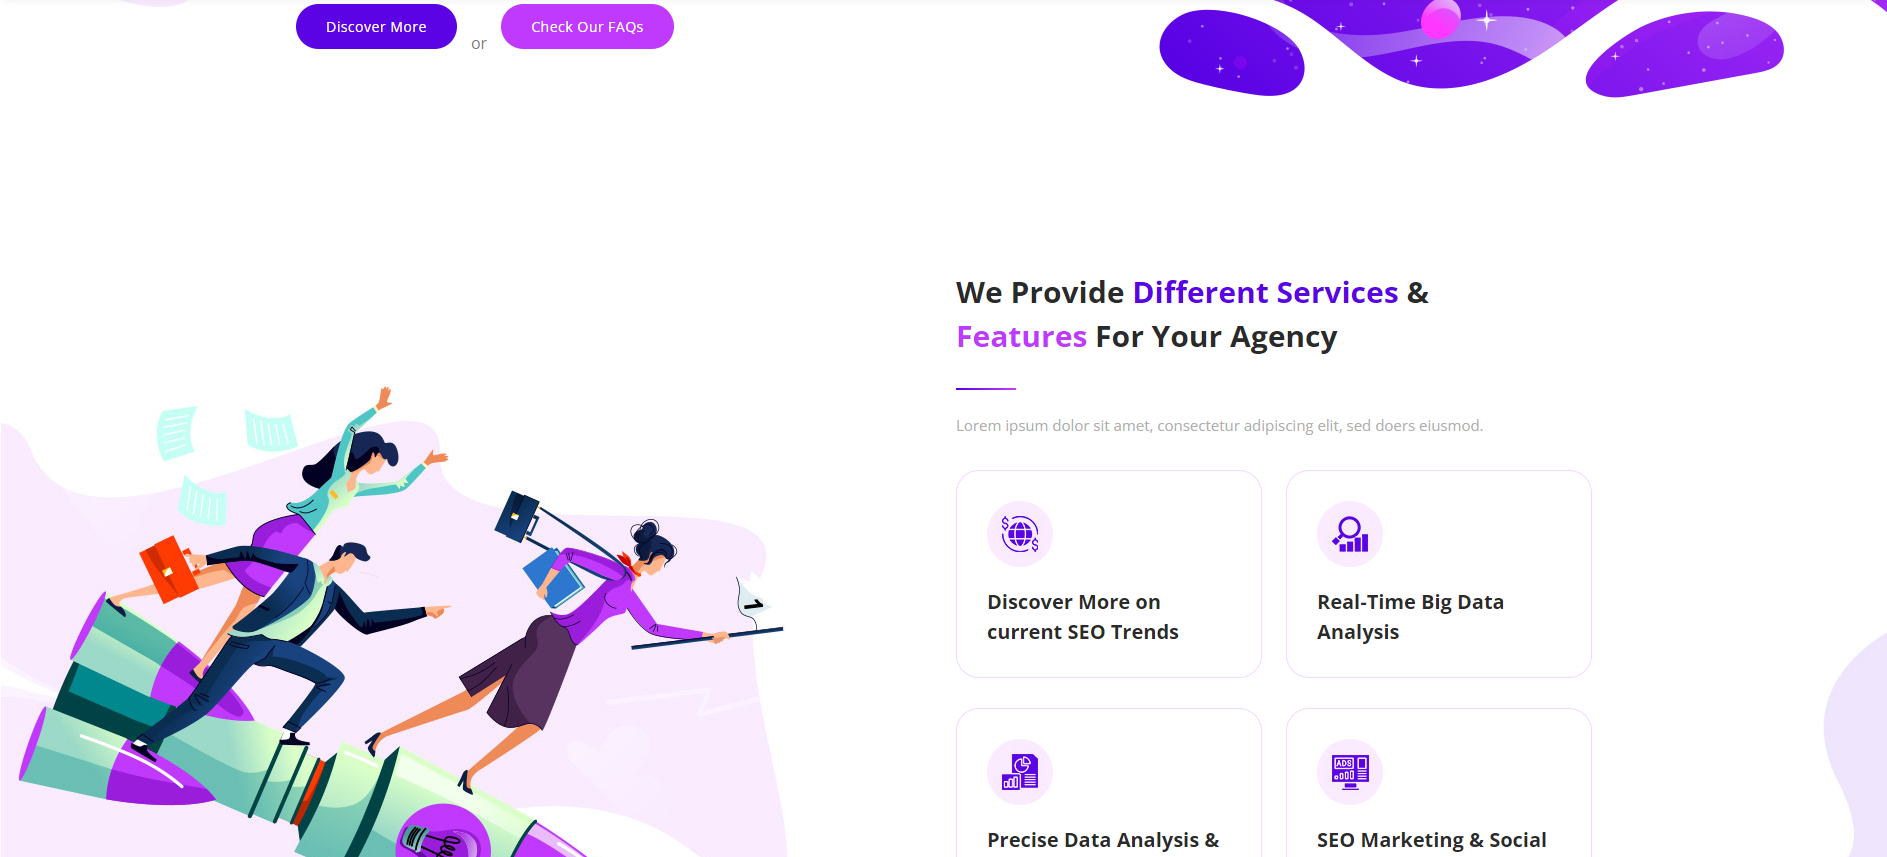 Discover More
or
Check Our FAQs
We Provide Different Services &
Features For Your Agency
Lorem ipsum dolor sit amet, consectetur adipiscing elit, sed doers eiusmod.
Discover More on
current SEO Trends
Real-Time Big Data
Analysis
ADS
Precise Data Analysis &
SEO Marketing & Social
1